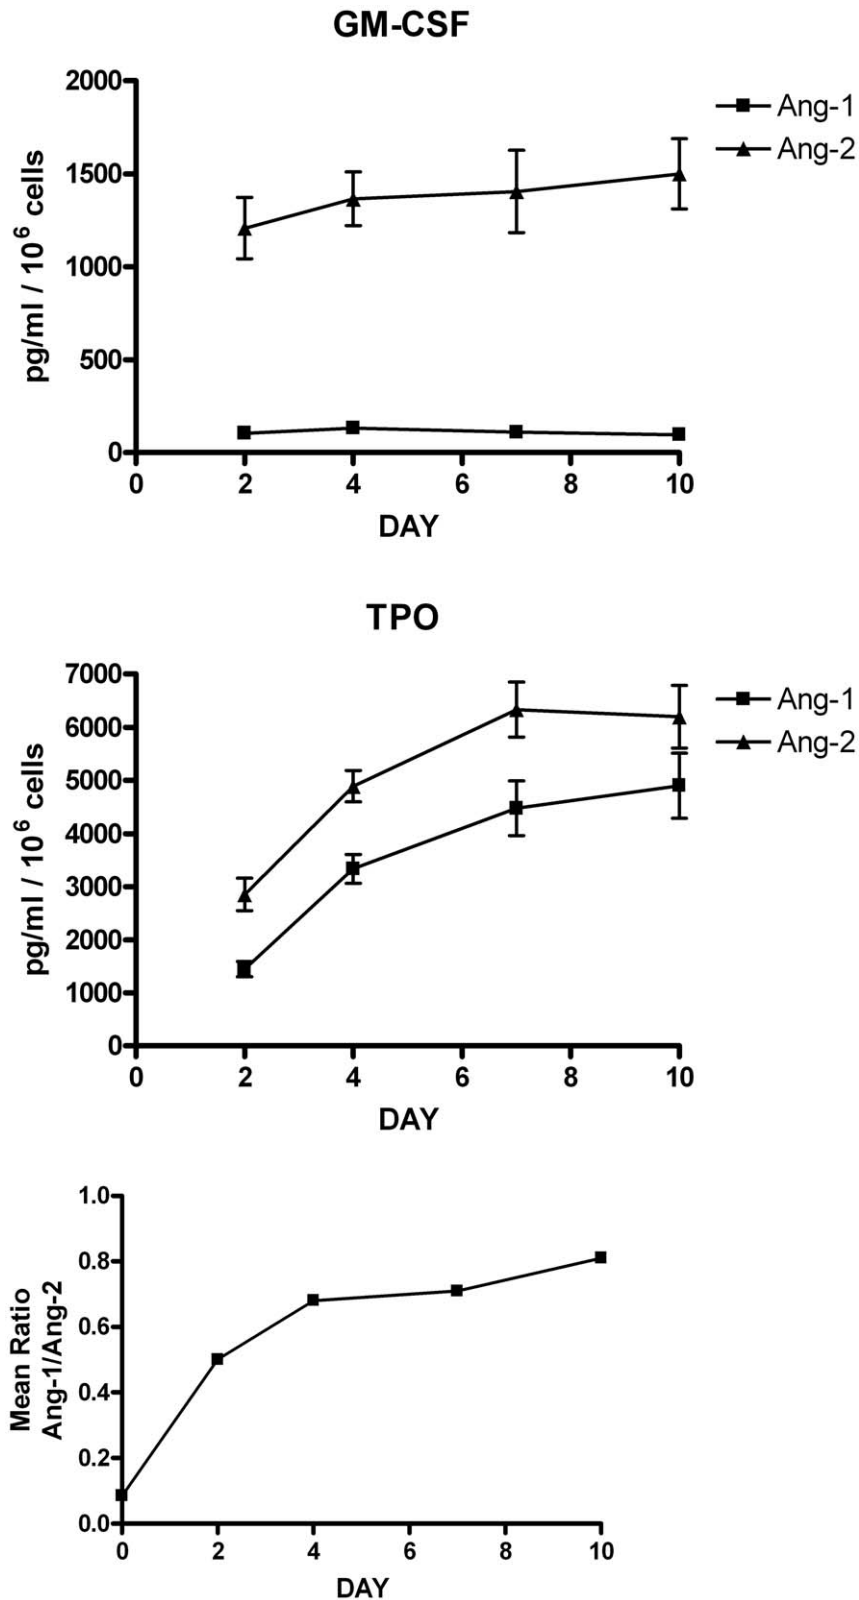 GM-CSF
2000
1500
1000
500
0
pg/ml / 10⁶ cells
0 2 4 6 8 10
DAY
Ang-1
Ang-2
TPO
7000
6000
5000
4000
3000
2000
1000
0
pg/ml / 10⁶ cells
0 2 4 6 8 10
DAY
Ang-1
Ang-2
1.0
0.8
0.6
0.4
0.2
0.0
Mean Ratio
Ang-1/Ang-2
0 2 4 6 8 10
DAY